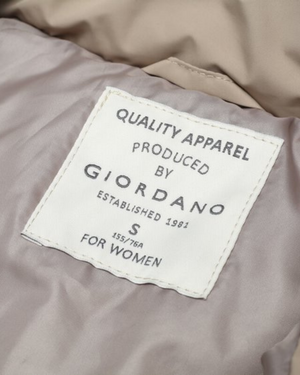 QUALITY APPAREL
PRODUCED
BY
GIORDANO
ESTABLISHED 1981
S
155/76A
FOR WOMEN